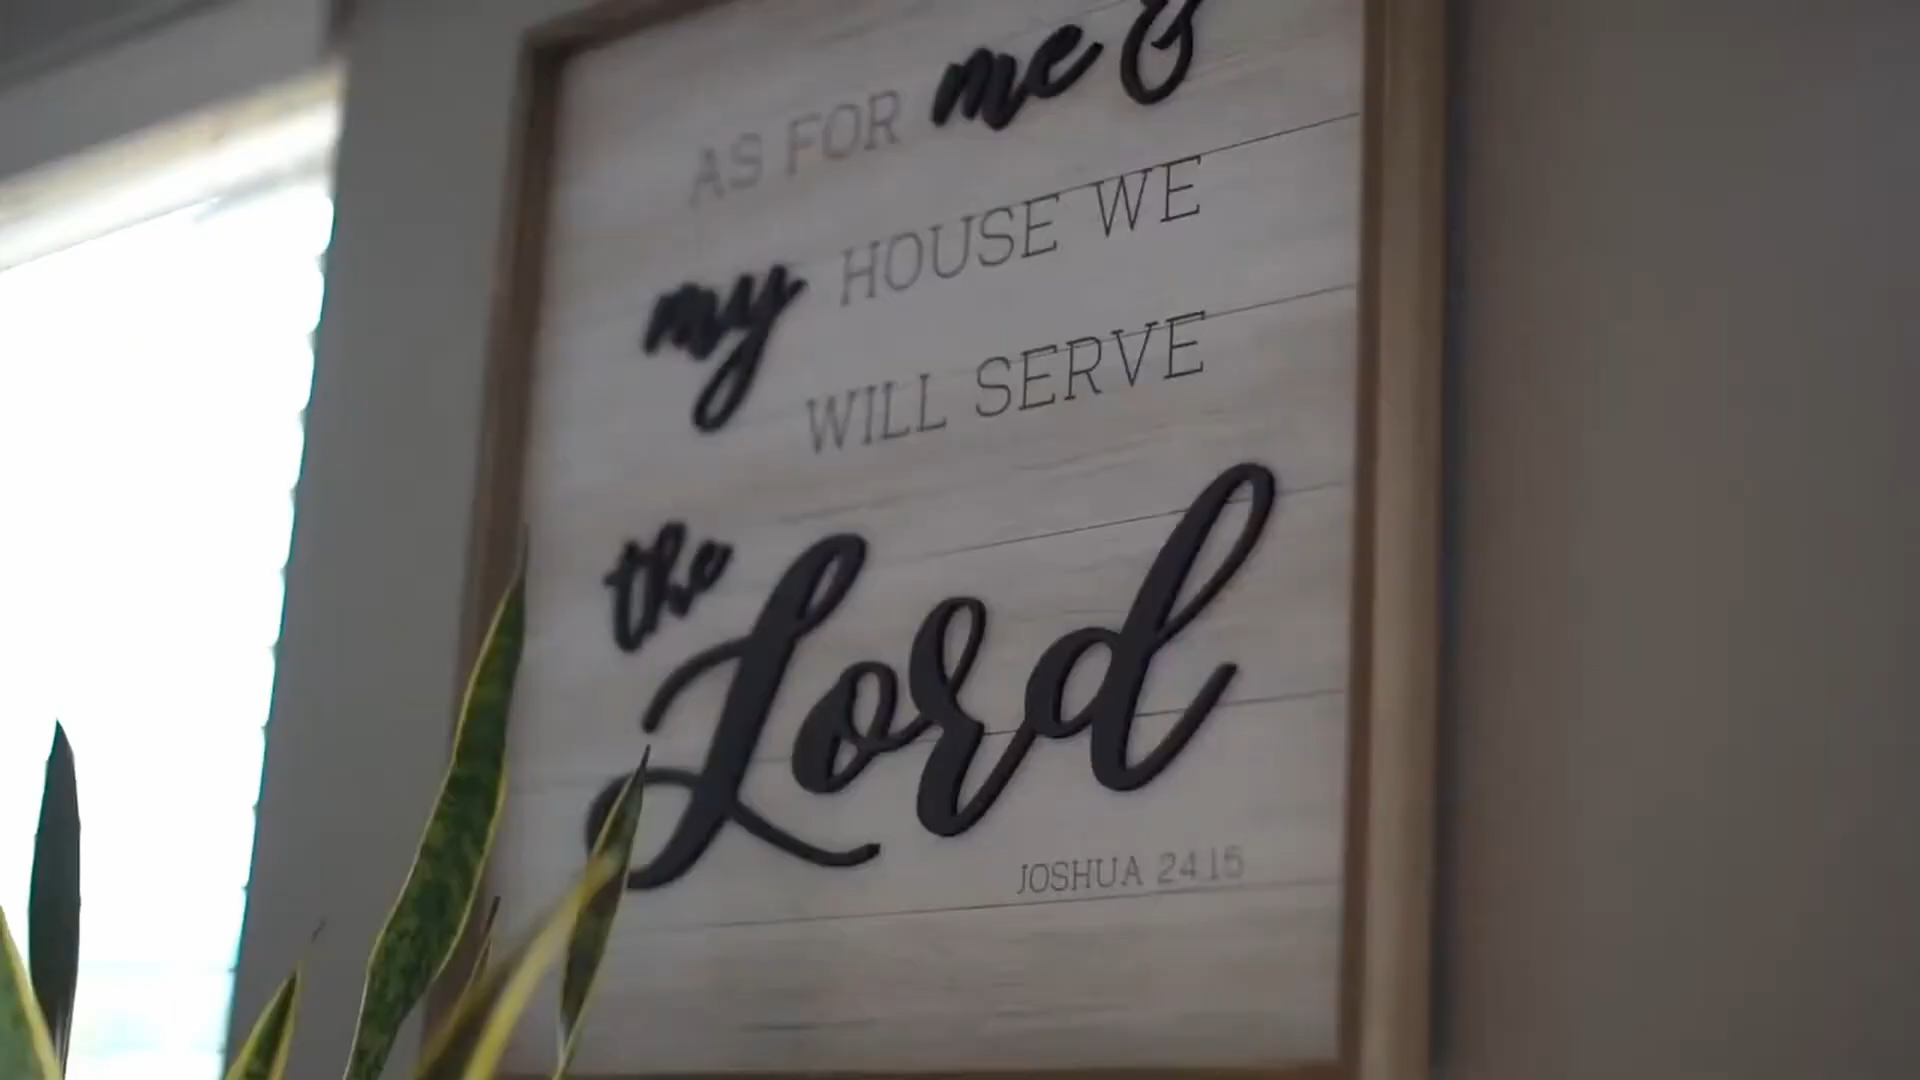 AS FOR me &
my HOUSE WE
WILL SERVE
the Lord
JOSHUA 24 15